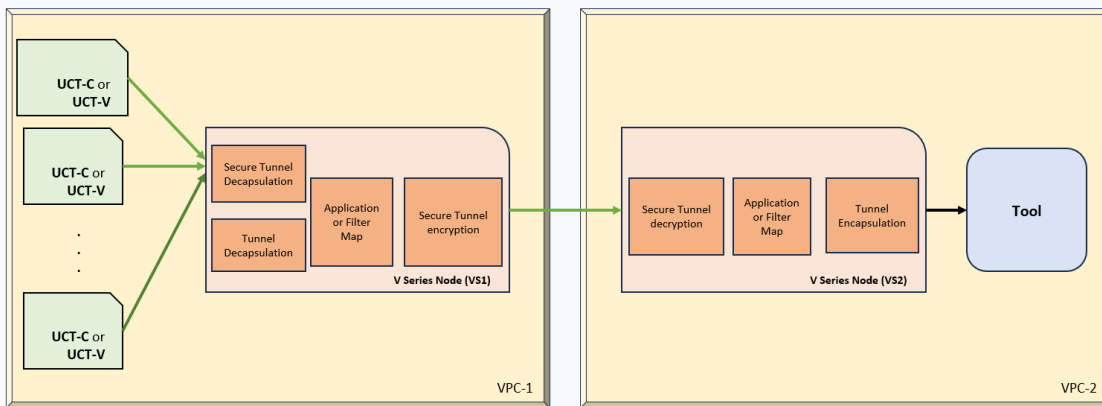 UCT-C or
UCT-V
UCT-C or
UCT-V
.
.
.
UCT-C or
UCT-V
Secure Tunnel
Decapsulation
Tunnel
Decapsulation
Application
or Filter
Map
Secure Tunnel
encryption
V Series Node (VS1)
VPC-1
Secure Tunnel
decryption
Application
or Filter
Map
Tunnel
Encapsulation
V Series Node (VS2)
Tool
VPC-2